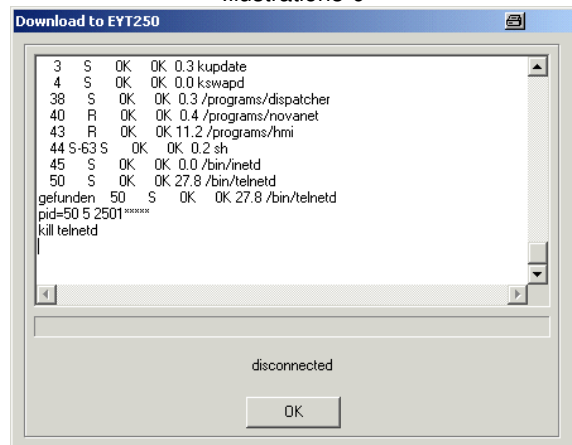 Download to EYT250
3 S 0K 0K 0.3 kupdate
4 S 0K 0K 0.0 kswapd
38 S 0K 0K 0.3 /programs/dispatcher
40 R 0K 0K 0.4 /programs/novanet
43 R 0K 0K 11.2 /programs/hmi
44 S-63 S 0K 0K 0.2 sh
45 S 0K 0K 0.0 /bin/inetd
50 S 0K 0K 27.8 /bin/telnetd
gefunden 50 S 0K 0K 27.8 /bin/telnetd
pid=50 5 2501*****
kill telnetd
disconnected
OK